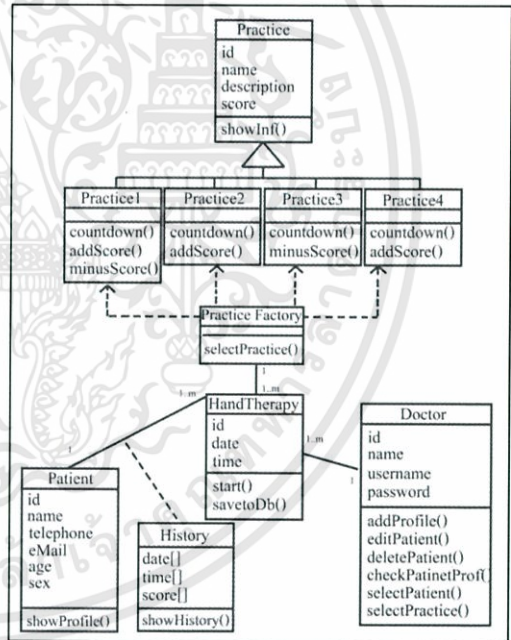 Practice
id
name
description
score
showInf()
Practice1
countdown()
addScore()
minusScore()
Practice2
countdown()
addScore()
Practice3
countdown()
minusScore()
Practice4
countdown()
addScore()
Practice Factory
selectPractice()
1
1..m
1..m
1
HandTherapy
id
date
time
start()
savetoDb()
1..m
1
Doctor
id
name
username
password
addProfile()
editPatient()
deletePatient()
checkPatinetProf()
selectPatient()
selectPractice()
Patient
id
name
telephone
eMail
age
sex
showProfile()
History
date[]
time[]
score[]
showHistory()